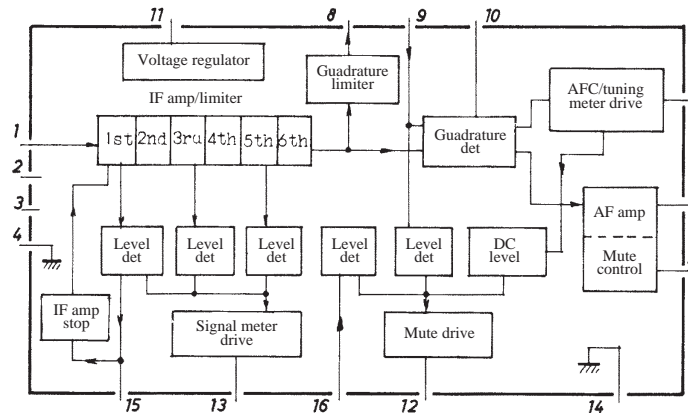 11
8
9
10
Voltage regulator
IF amp/limiter
Guadrature
limiter
AFC/tuning
meter drive
1
1st 2nd 3ru 4th 5th 6th
Guadrature
det
2
3
4
AF amp
Mute
control
Level
det
Level
det
Level
det
Level
det
Level
det
DC
level
IF amp
stop
Signal meter
drive
Mute drive
15
13
16
12
14